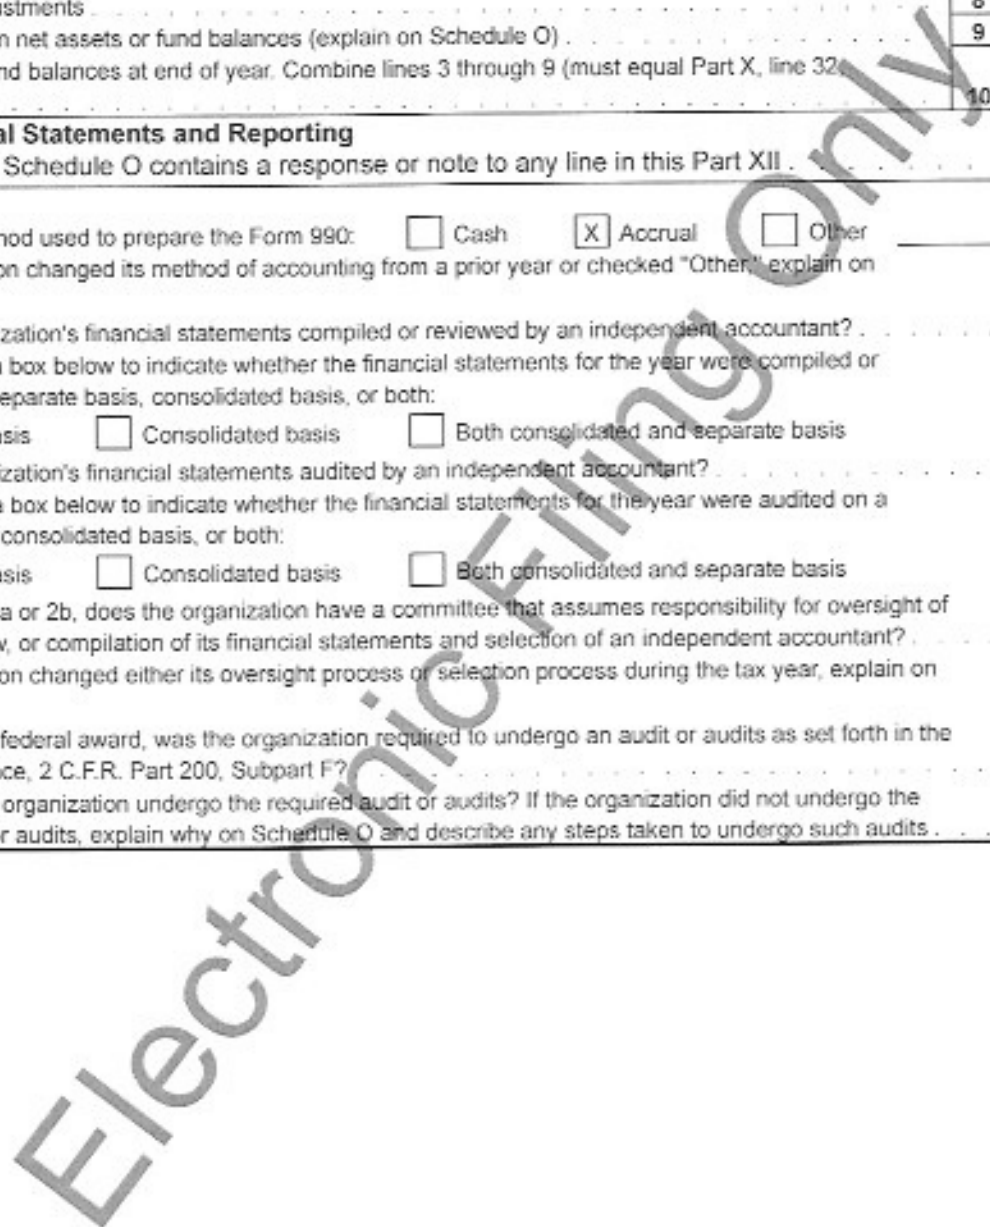 stments 8
n net assets or fund balances (explain on Schedule O) 9
nd balances at end of year. Combine lines 3 through 9 (must equal Part X, line 32,
10
al Statements and Reporting
Schedule O contains a response or note to any line in this Part XII
hod used to prepare the Form 990: Cash X Accrual Other
on changed its method of accounting from a prior year or checked "Other," explain on
zation's financial statements compiled or reviewed by an independent accountant?
a box below to indicate whether the financial statements for the year were compiled or
eparate basis, consolidated basis, or both:
asis Consolidated basis Both consolidated and separate basis
ization's financial statements audited by an independent accountant?
a box below to indicate whether the financial statements for the year were audited on a
consolidated basis, or both:
asis Consolidated basis Both consolidated and separate basis
a or 2b, does the organization have a committee that assumes responsibility for oversight of
w, or compilation of its financial statements and selection of an independent accountant?
on changed either its oversight process or selection process during the tax year, explain on
federal award, was the organization required to undergo an audit or audits as set forth in the
ce, 2 C.F.R. Part 200, Subpart F?
organization undergo the required audit or audits? If the organization did not undergo the
r audits, explain why on Schedule O and describe any steps taken to undergo such audits
Electronic Filing Only